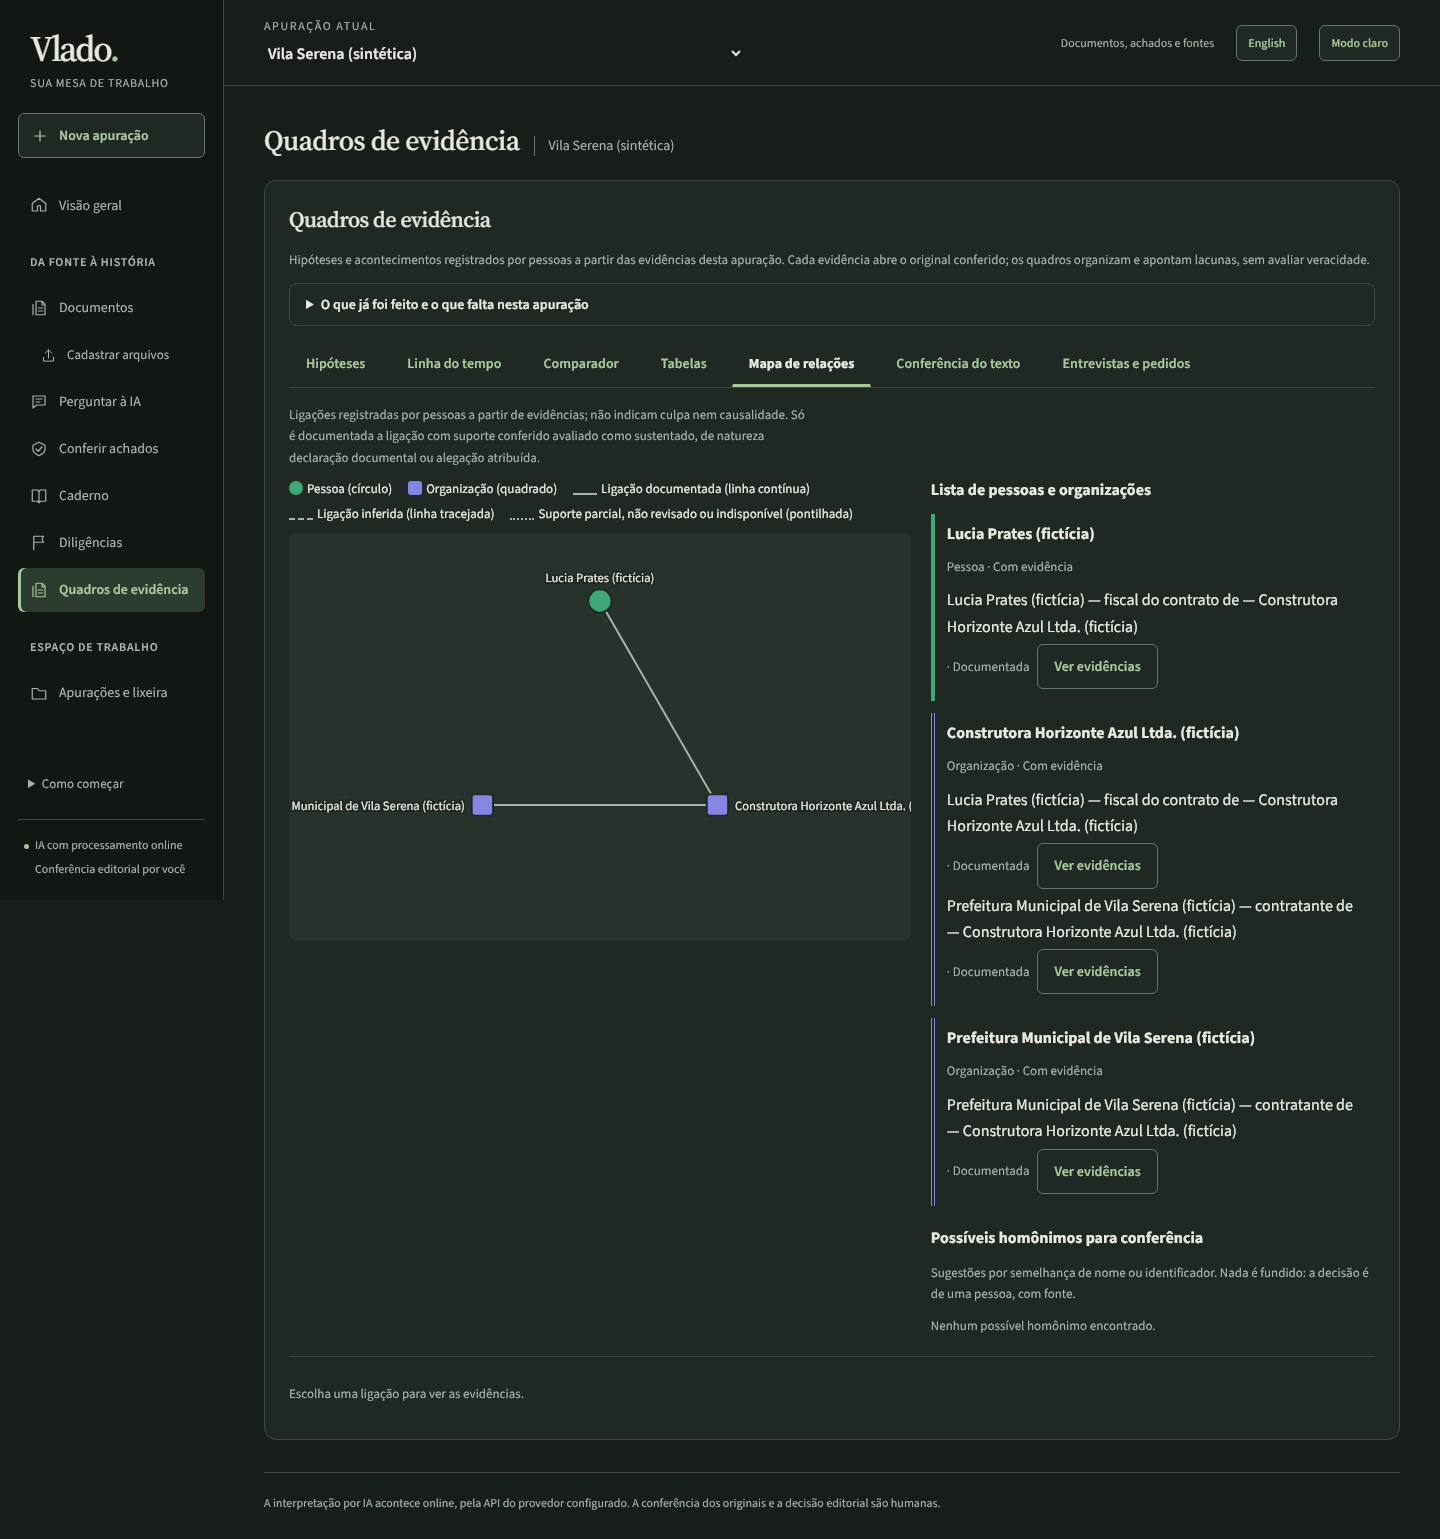 Vlado.
SUA MESA DE TRABALHO
Nova apuração
Visão geral
DA FONTE À HISTÓRIA
Documentos
Cadastrar arquivos
Perguntar à IA
Conferir achados
Caderno
Diligências
Quadros de evidência
ESPAÇO DE TRABALHO
Apurações e lixeira
Como começar
IA com processamento online
Conferência editorial por você
APURAÇÃO ATUAL
Vila Serena (sintética)
Documentos, achados e fontes
English
Modo claro
Quadros de evidência
Vila Serena (sintética)
Quadros de evidência
Hipóteses e acontecimentos registrados por pessoas a partir das evidências desta apuração. Cada evidência abre o original conferido; os quadros organizam e apontam lacunas, sem avaliar veracidade.
O que já foi feito e o que falta nesta apuração
Hipóteses
Linha do tempo
Comparador
Tabelas
Mapa de relações
Conferência do texto
Entrevistas e pedidos
Ligações registradas por pessoas a partir de evidências; não indicam culpa nem causalidade. Só
é documentada a ligação com suporte conferido avaliado como sustentado, de natureza
declaração documental ou alegação atribuída.
Pessoa (círculo)
Organização (quadrado)
Ligação documentada (linha contínua)
Ligação inferida (linha tracejada)
Suporte parcial, não revisado ou indisponível (pontilhada)
Lucia Prates (fictícia)
Municipal de Vila Serena (fictícia)
Construtora Horizonte Azul Ltda. (
Lista de pessoas e organizações
Lucia Prates (fictícia)
Pessoa · Com evidência
Lucia Prates (fictícia) — fiscal do contrato de — Construtora
Horizonte Azul Ltda. (fictícia)
· Documentada
Ver evidências
Construtora Horizonte Azul Ltda. (fictícia)
Organização · Com evidência
Lucia Prates (fictícia) — fiscal do contrato de — Construtora
Horizonte Azul Ltda. (fictícia)
· Documentada
Ver evidências
Prefeitura Municipal de Vila Serena (fictícia) — contratante de
— Construtora Horizonte Azul Ltda. (fictícia)
· Documentada
Ver evidências
Prefeitura Municipal de Vila Serena (fictícia)
Organização · Com evidência
Prefeitura Municipal de Vila Serena (fictícia) — contratante de
— Construtora Horizonte Azul Ltda. (fictícia)
· Documentada
Ver evidências
Possíveis homônimos para conferência
Sugestões por semelhança de nome ou identificador. Nada é fundido: a decisão é
de uma pessoa, com fonte.
Nenhum possível homônimo encontrado.
Escolha uma ligação para ver as evidências.
A interpretação por IA acontece online, pela API do provedor configurado. A conferência dos originais e a decisão editorial são humanas.